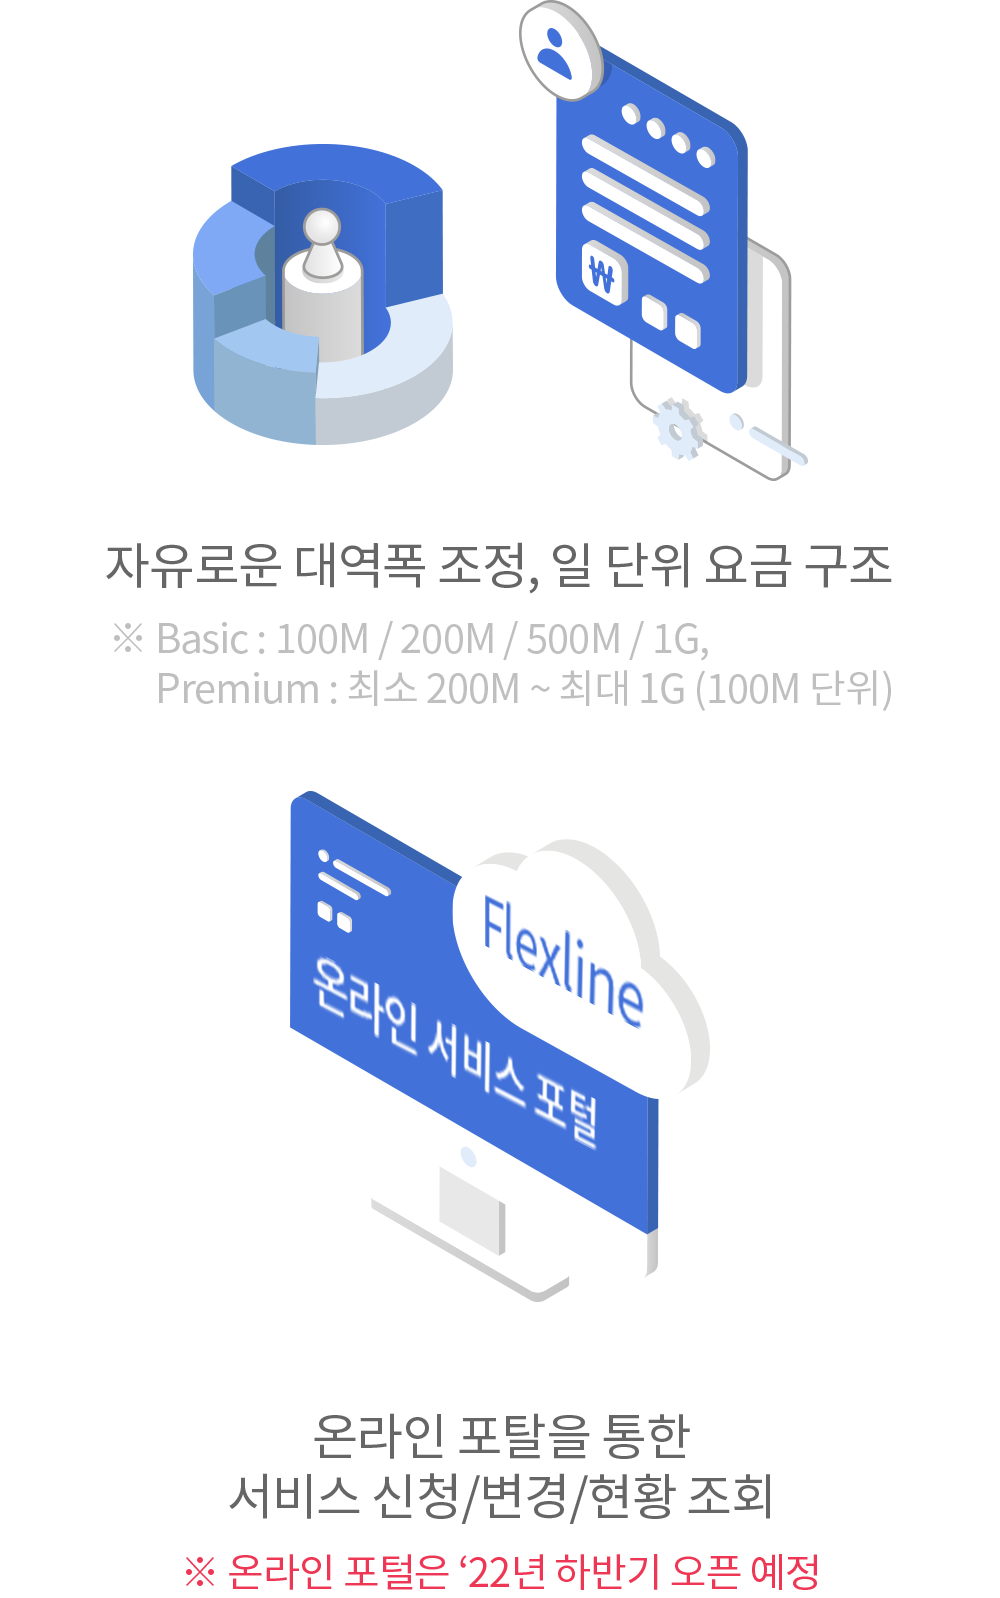 ₩
자유로운 대역폭 조정, 일 단위 요금 구조
※ Basic : 100M / 200M / 500M / 1G,
Premium : 최소 200M ~ 최대 1G (100M 단위)
Flexline
온라인 서비스 포털
온라인 포탈을 통한
서비스 신청/변경/현황 조회
※ 온라인 포털은 ‘22년 하반기 오픈 예정